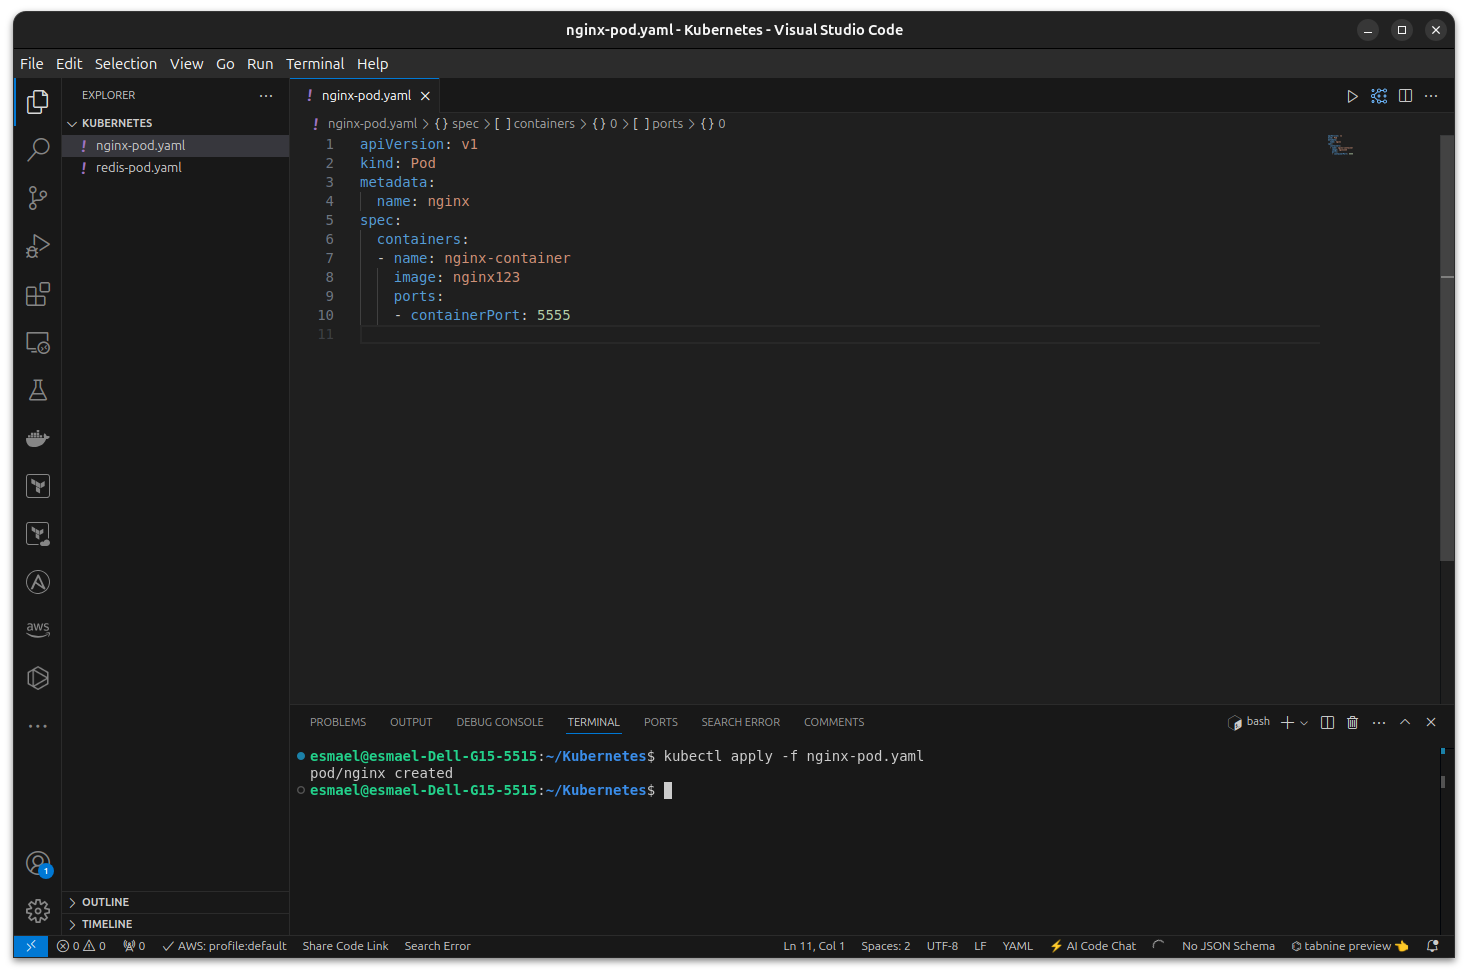 nginx-pod.yaml - Kubernetes - Visual Studio Code
File Edit Selection View Go Run Terminal Help
EXPLORER
KUBERNETES
! nginx-pod.yaml
! redis-pod.yaml
! nginx-pod.yaml
! nginx-pod.yaml > {} spec > [ ] containers > {} 0 > [ ] ports > {} 0
1 apiVersion: v1
2 kind: Pod
3 metadata:
4   name: nginx
5 spec:
6   containers:
7   - name: nginx-container
8     image: nginx123
9     ports:
10     - containerPort: 5555
11
aws
1
OUTLINE
TIMELINE
PROBLEMS OUTPUT DEBUG CONSOLE TERMINAL PORTS SEARCH ERROR COMMENTS
bash
esmael@esmael-Dell-G15-5515:~/Kubernetes$ kubectl apply -f nginx-pod.yaml
pod/nginx created
esmael@esmael-Dell-G15-5515:~/Kubernetes$
0 0 0 AWS: profile:default Share Code Link Search Error Ln 11, Col 1 Spaces: 2 UTF-8 LF YAML ⚡ AI Code Chat No JSON Schema tabnine preview 👈